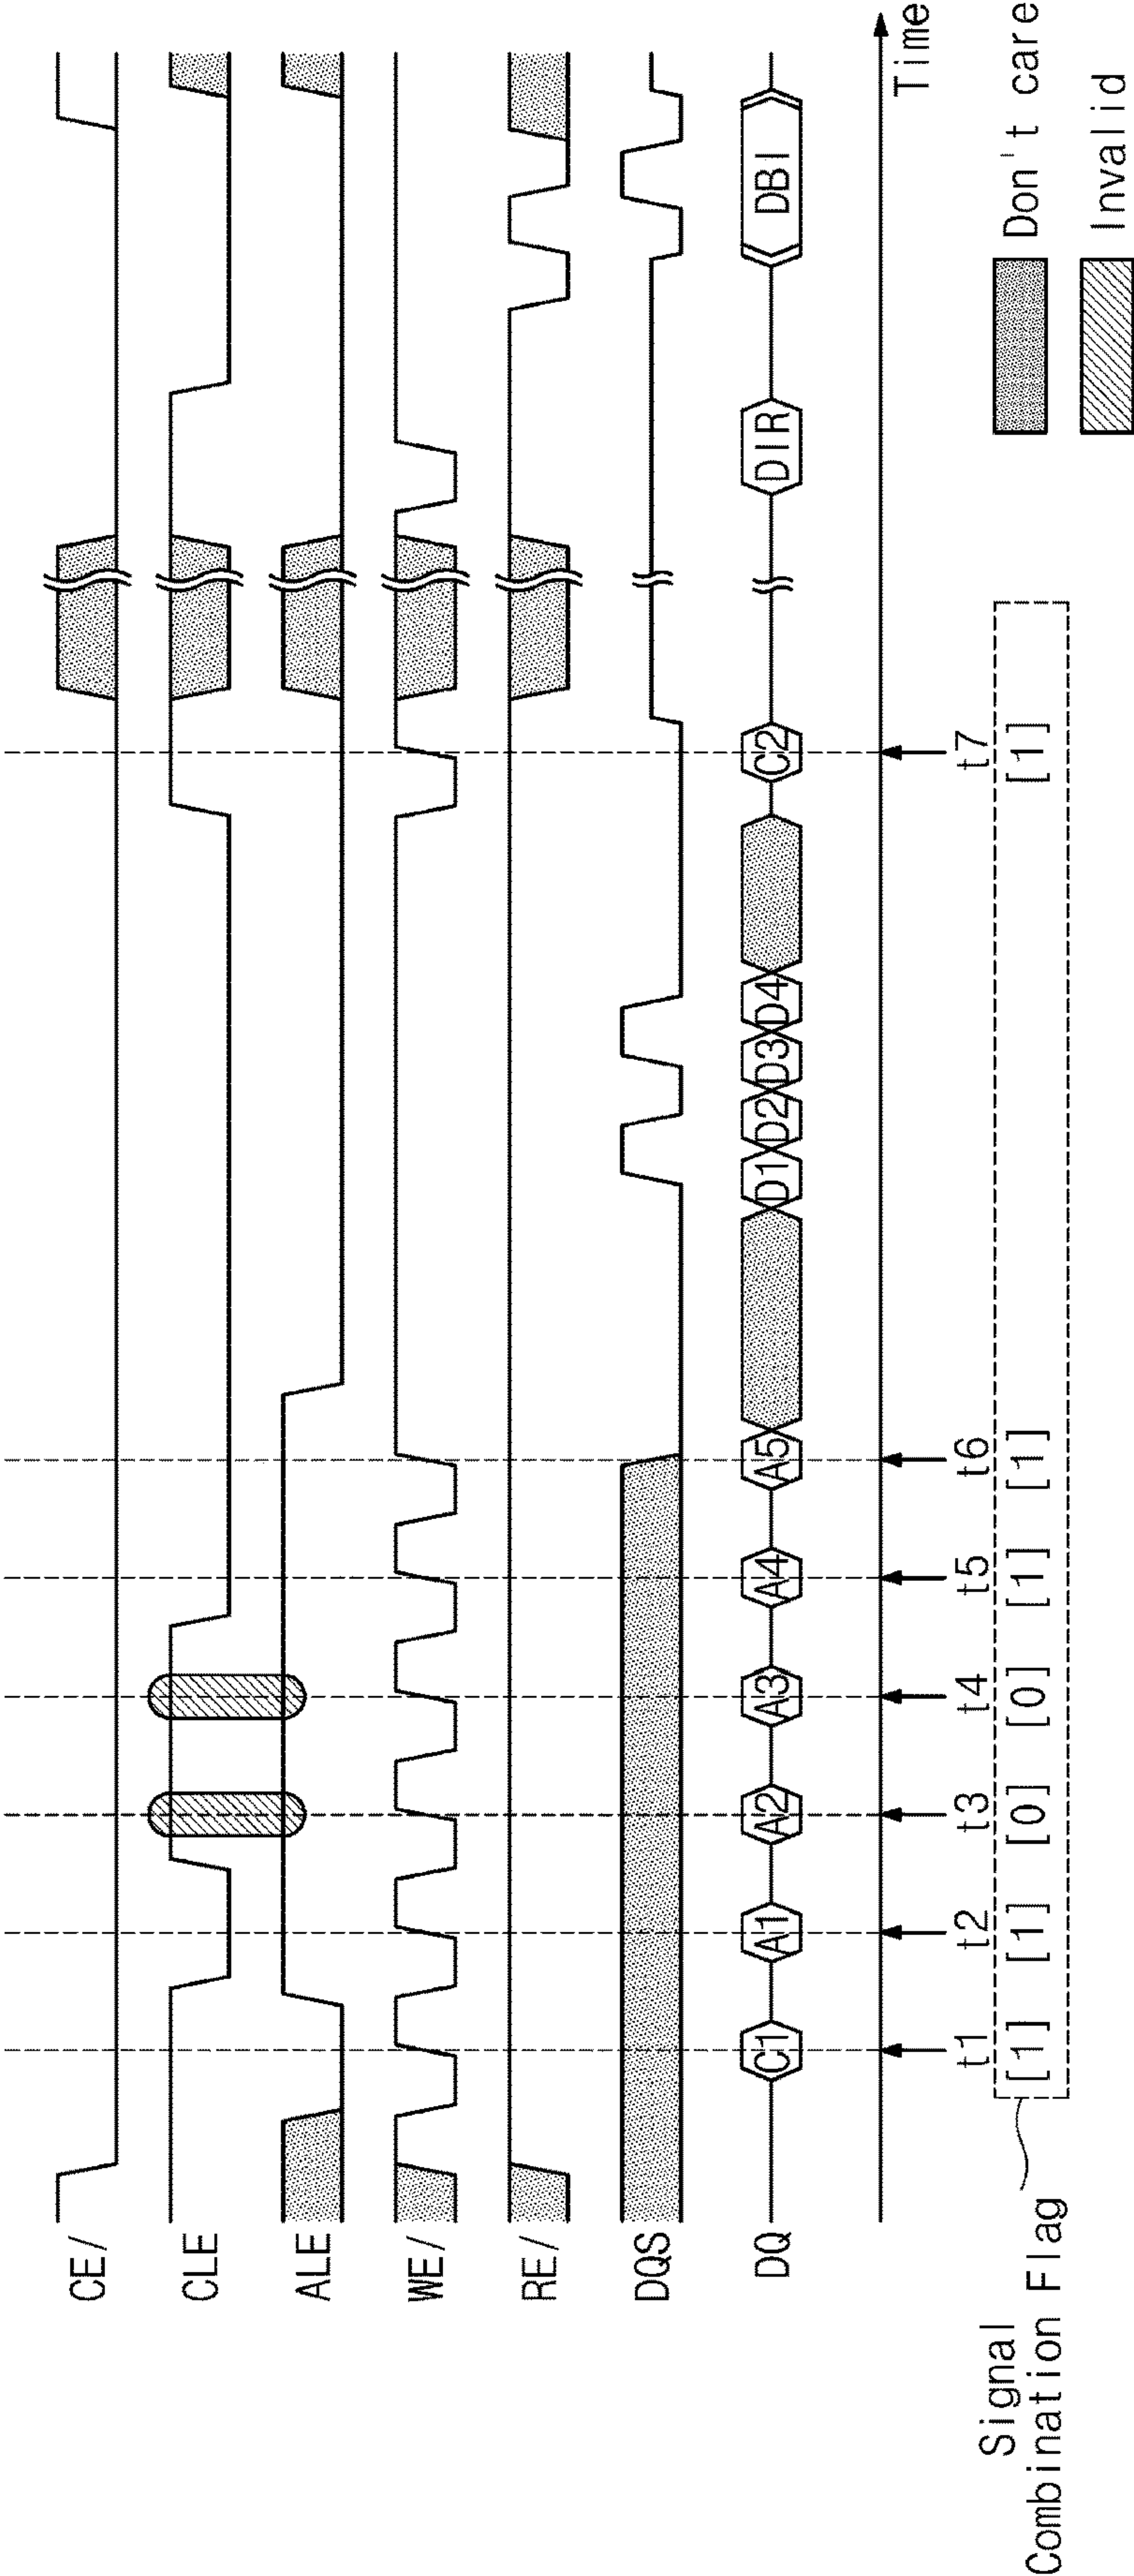 CE/
CLE
ALE
WE/
RE/
DQS
DQ C1 A1 A2 A3 A4 A5 D1 D2 D3 D4 C2 DIR DBI
Time
t1 t2 t3 t4 t5 t6 t7
Signal
Combination Flag
[1] [1] [0] [0] [1] [1] [1]
Don't care
Invalid